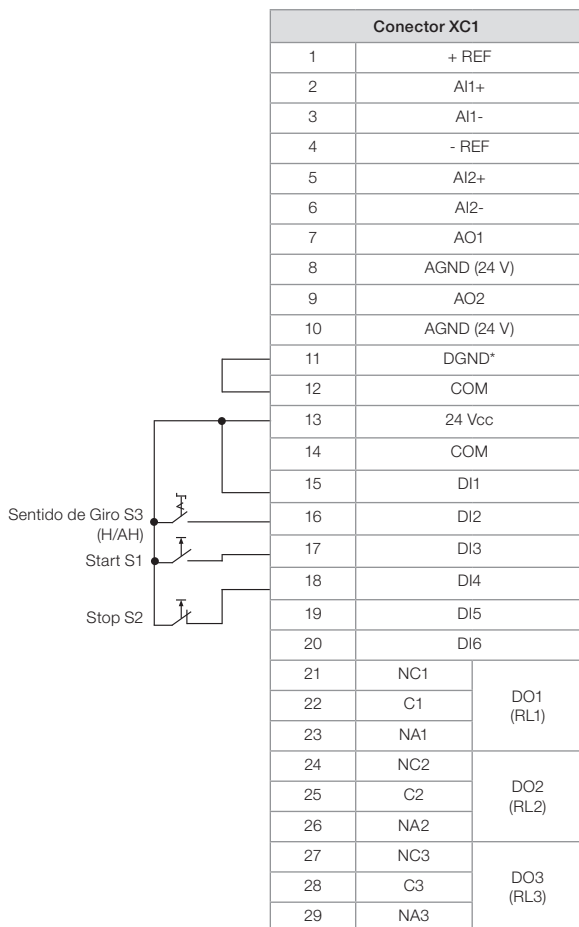 Conector XC1
1 + REF
2 AI1+
3 AI1-
4 - REF
5 AI2+
6 AI2-
7 AO1
8 AGND (24 V)
9 AO2
10 AGND (24 V)
11 DGND*
12 COM
13 24 Vcc
14 COM
15 DI1
Sentido de Giro S3
(H/AH)
16 DI2
Start S1
17 DI3
18 DI4
Stop S2
19 DI5
20 DI6
21 NC1
22 C1
23 NA1
DO1
(RL1)
24 NC2
25 C2
26 NA2
DO2
(RL2)
27 NC3
28 C3
29 NA3
DO3
(RL3)